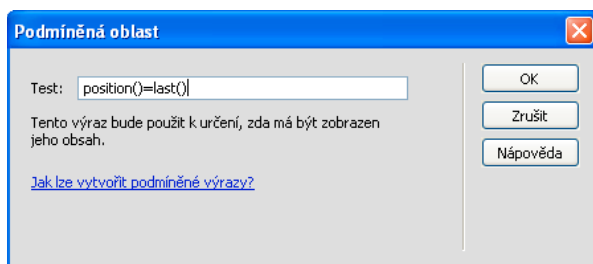 Podmíněná oblast
Test: position()=last()
Tento výraz bude použit k určení, zda má být zobrazen
jeho obsah.
Jak lze vytvořit podmíněné výrazy?
OK
Zrušit
Nápověda